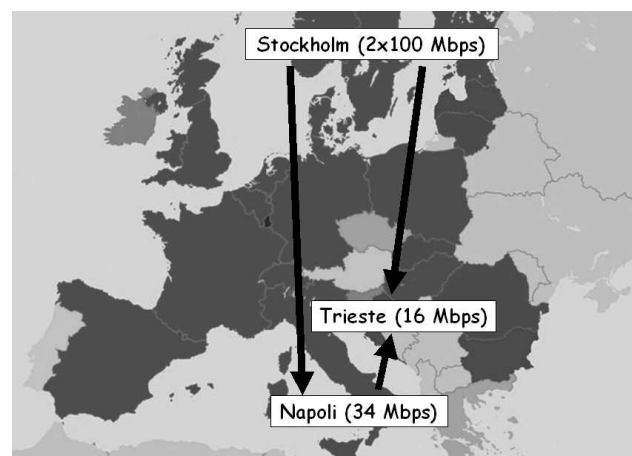 Stockholm (2x100 Mbps)
Trieste (16 Mbps)
Napoli (34 Mbps)